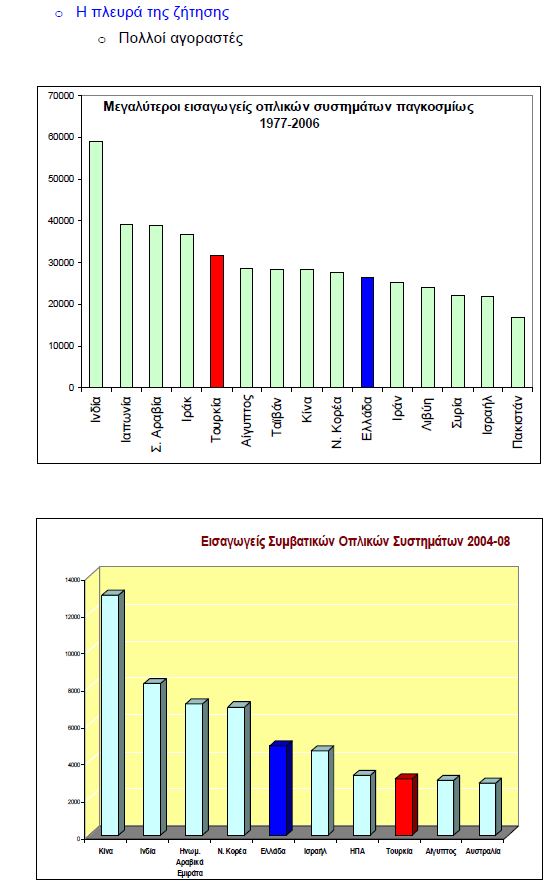 Η πλευρά της ζήτησης
Πολλοί αγοραστές
Μεγαλύτεροι εισαγωγείς οπλικών συστημάτων παγκοσμίως
1977-2006
70000
60000
50000
40000
30000
20000
10000
0
Ινδία
Ιαπωνία
Σ. Αραβία
Ιράκ
Τουρκία
Αίγυπτος
Ταϊβάν
Κίνα
Ν. Κορέα
Ελλάδα
Ιράν
Λιβύη
Συρία
Ισραήλ
Πακιστάν
Εισαγωγείς Συμβατικών Οπλικών Συστημάτων 2004-08
14000
12000
10000
8000
6000
4000
2000
0
Κίνα
Ινδία
Ηνωμ.
Αραβικά
Εμιράτα
Ν. Κορέα
Ελλάδα
Ισραήλ
ΗΠΑ
Τουρκία
Αίγυπτος
Αυστραλία